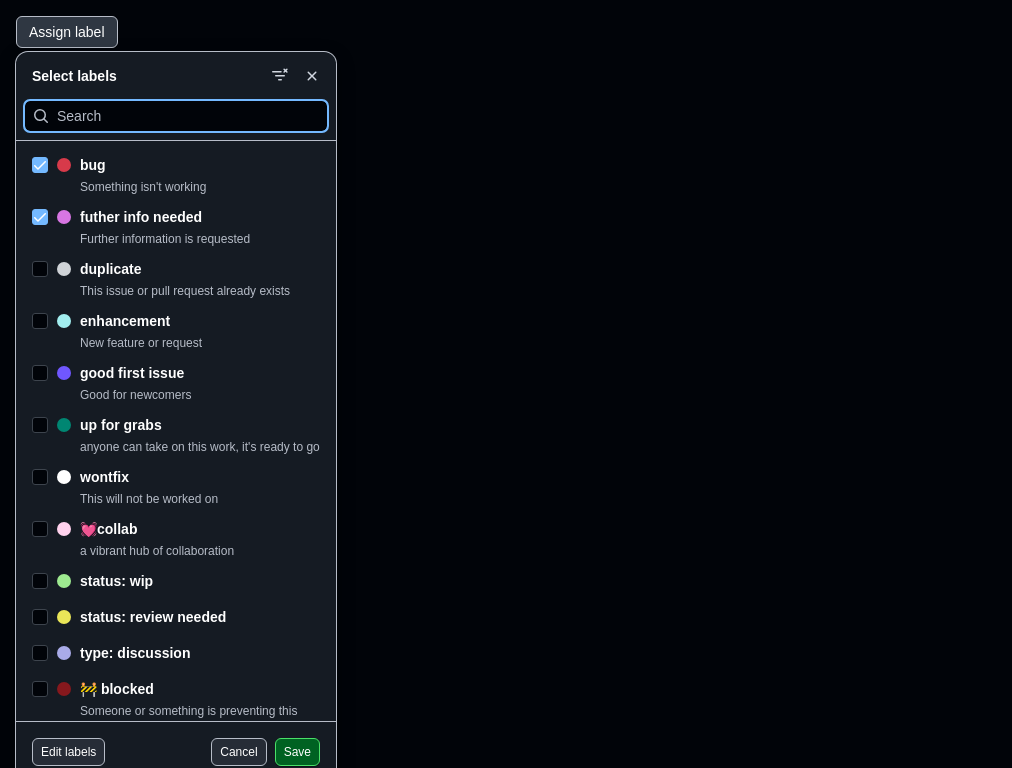 Assign label
Select labels
Search
bug
Something isn't working
futher info needed
Further information is requested
duplicate
This issue or pull request already exists
enhancement
New feature or request
good first issue
Good for newcomers
up for grabs
anyone can take on this work, it's ready to go
wontfix
This will not be worked on
💓collab
a vibrant hub of collaboration
status: wip
status: review needed
type: discussion
🚧 blocked
Someone or something is preventing this
Edit labels
Cancel
Save